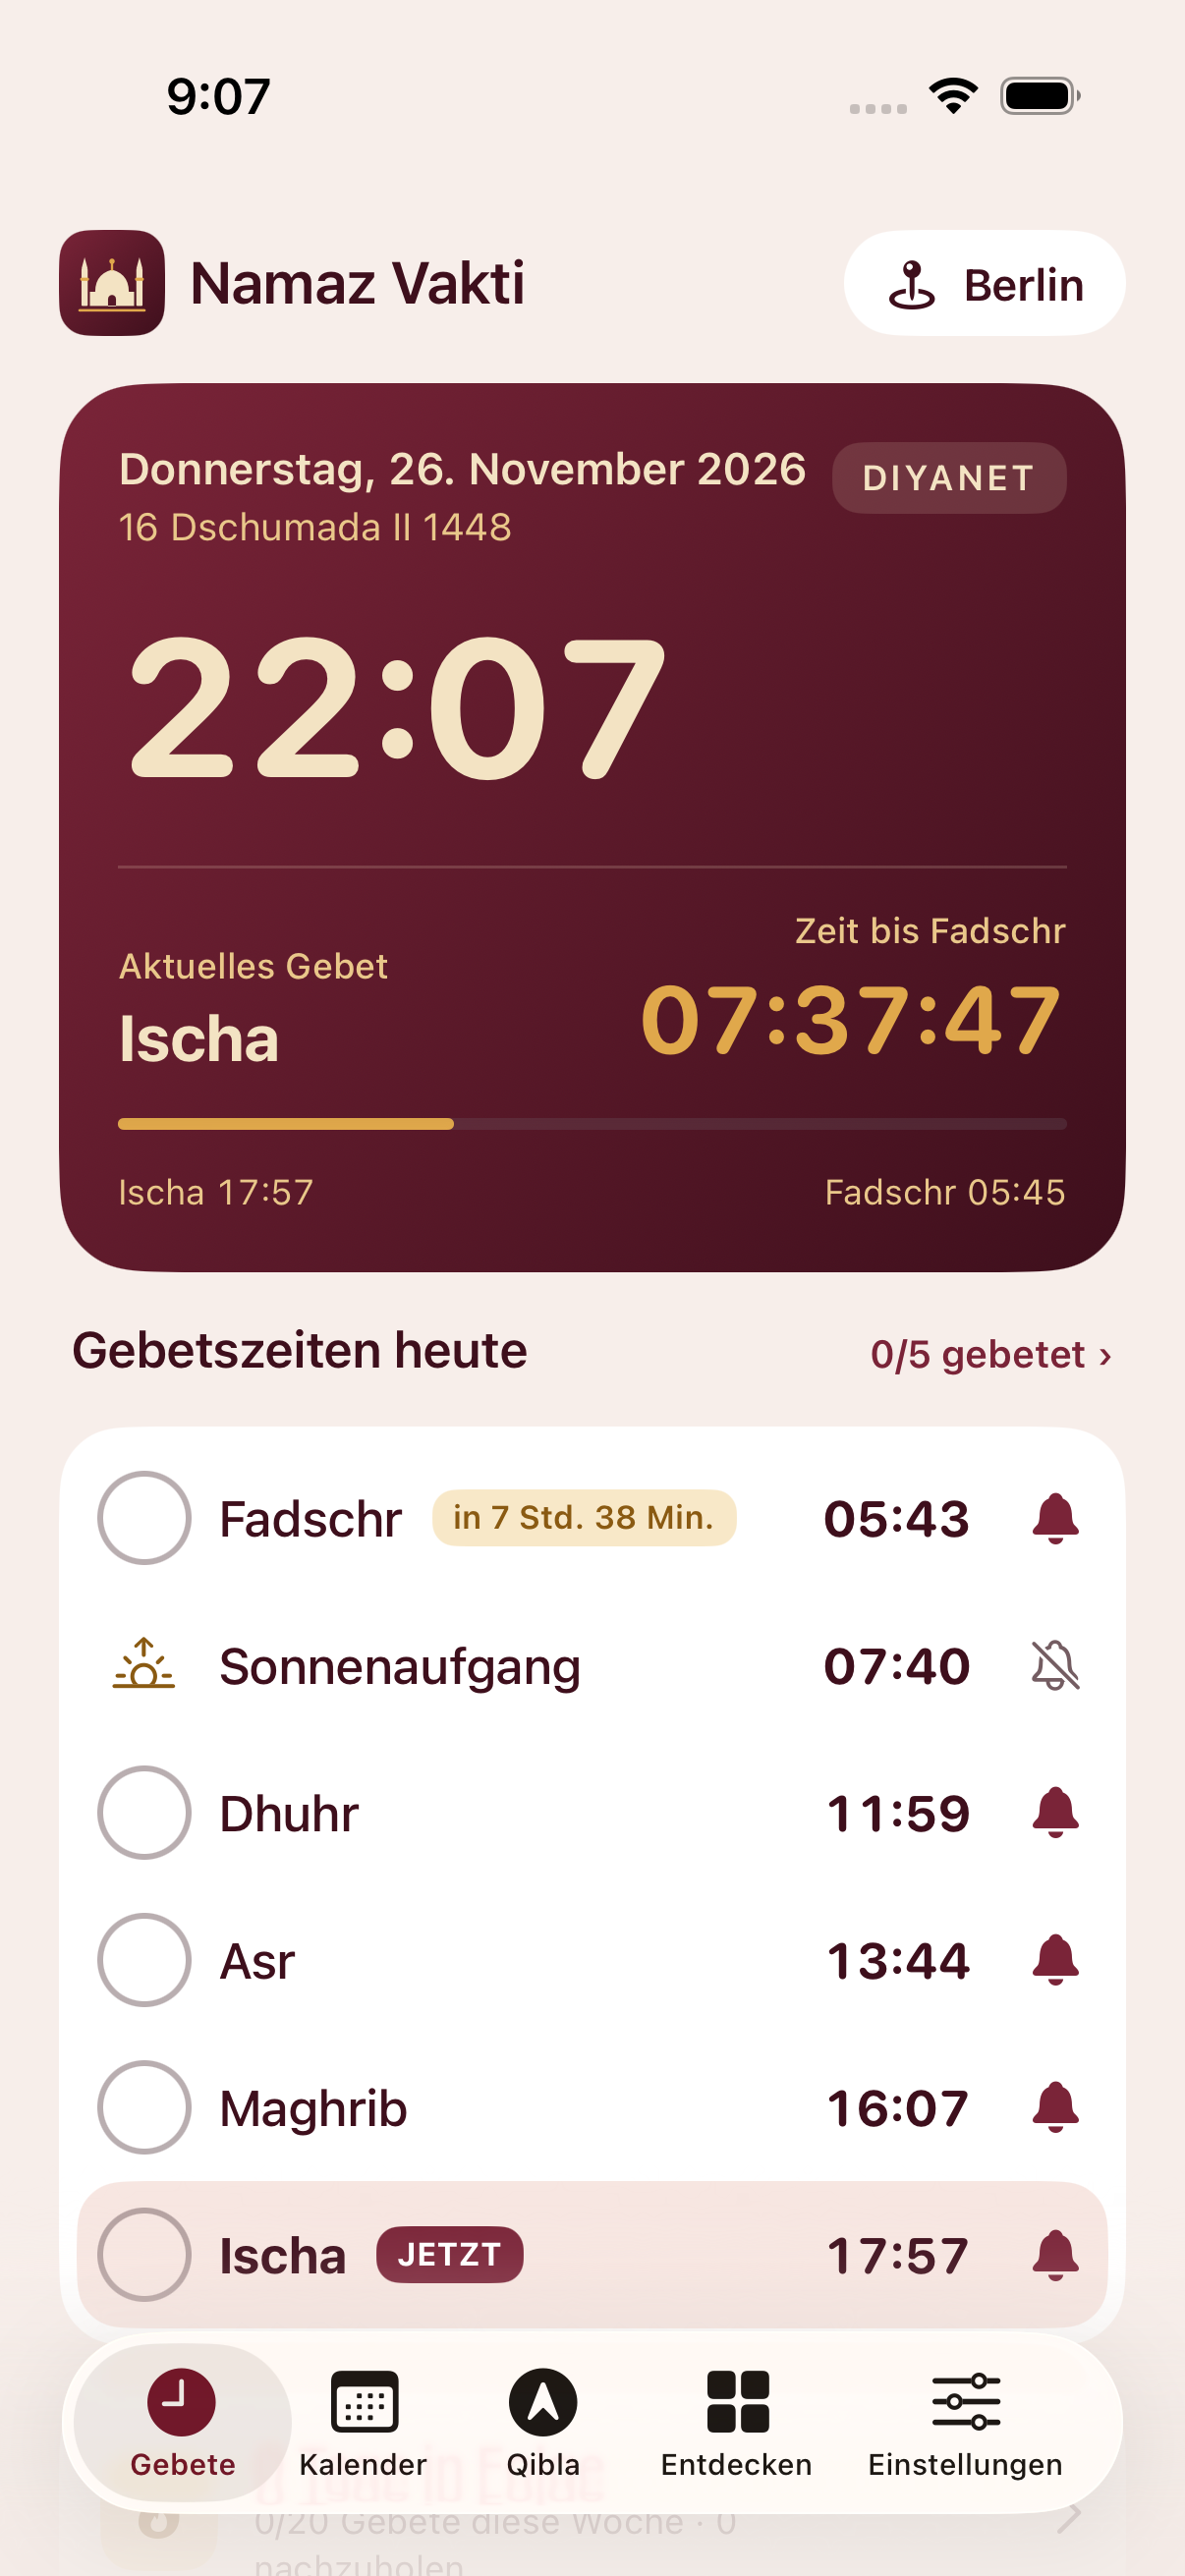 9:07
Namaz Vakti
Berlin
Donnerstag, 26. November 2026
DIYANET
16 Dschumada II 1448
22:07
Aktuelles Gebet
Ischa
Zeit bis Fadschr
07:37:47
Ischa 17:57
Fadschr 05:45
Gebetszeiten heute
0/5 gebetet ›
Fadschr in 7 Std. 38 Min. 05:43
Sonnenaufgang 07:40
Dhuhr 11:59
Asr 13:44
Maghrib 16:07
Ischa JETZT 17:57
Gebete
Kalender
Qibla
Entdecken
Einstellungen
0/20 Gebete diese Woche · 0
nachzuholen